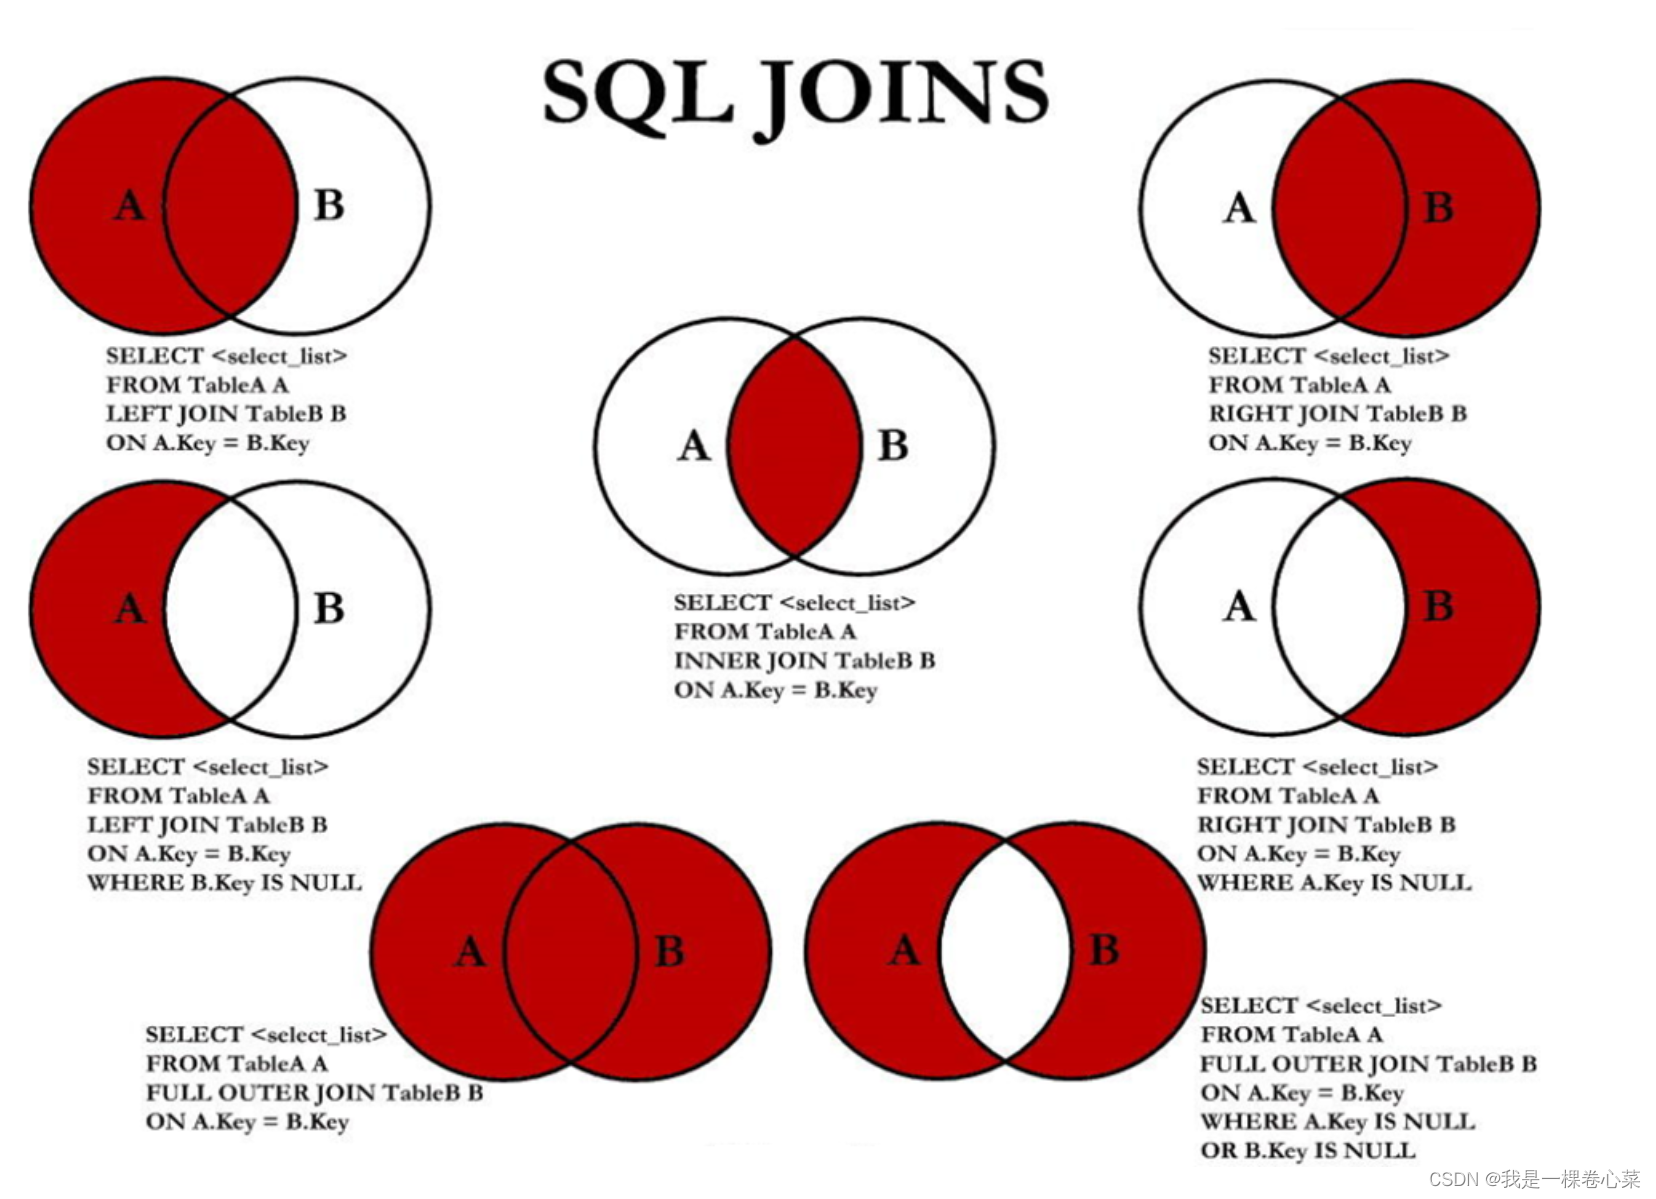 SQL JOINS
A B
SELECT <select_list>
FROM TableA A
LEFT JOIN TableB B
ON A.Key = B.Key
A B
SELECT <select_list>
FROM TableA A
RIGHT JOIN TableB B
ON A.Key = B.Key
A B
SELECT <select_list>
FROM TableA A
INNER JOIN TableB B
ON A.Key = B.Key
A B
SELECT <select_list>
FROM TableA A
LEFT JOIN TableB B
ON A.Key = B.Key
WHERE B.Key IS NULL
A B
SELECT <select_list>
FROM TableA A
RIGHT JOIN TableB B
ON A.Key = B.Key
WHERE A.Key IS NULL
A B
SELECT <select_list>
FROM TableA A
FULL OUTER JOIN TableB B
ON A.Key = B.Key
A B
SELECT <select_list>
FROM TableA A
FULL OUTER JOIN TableB B
ON A.Key = B.Key
WHERE A.Key IS NULL
OR B.Key IS NULL
CSDN @我是一棵卷心菜